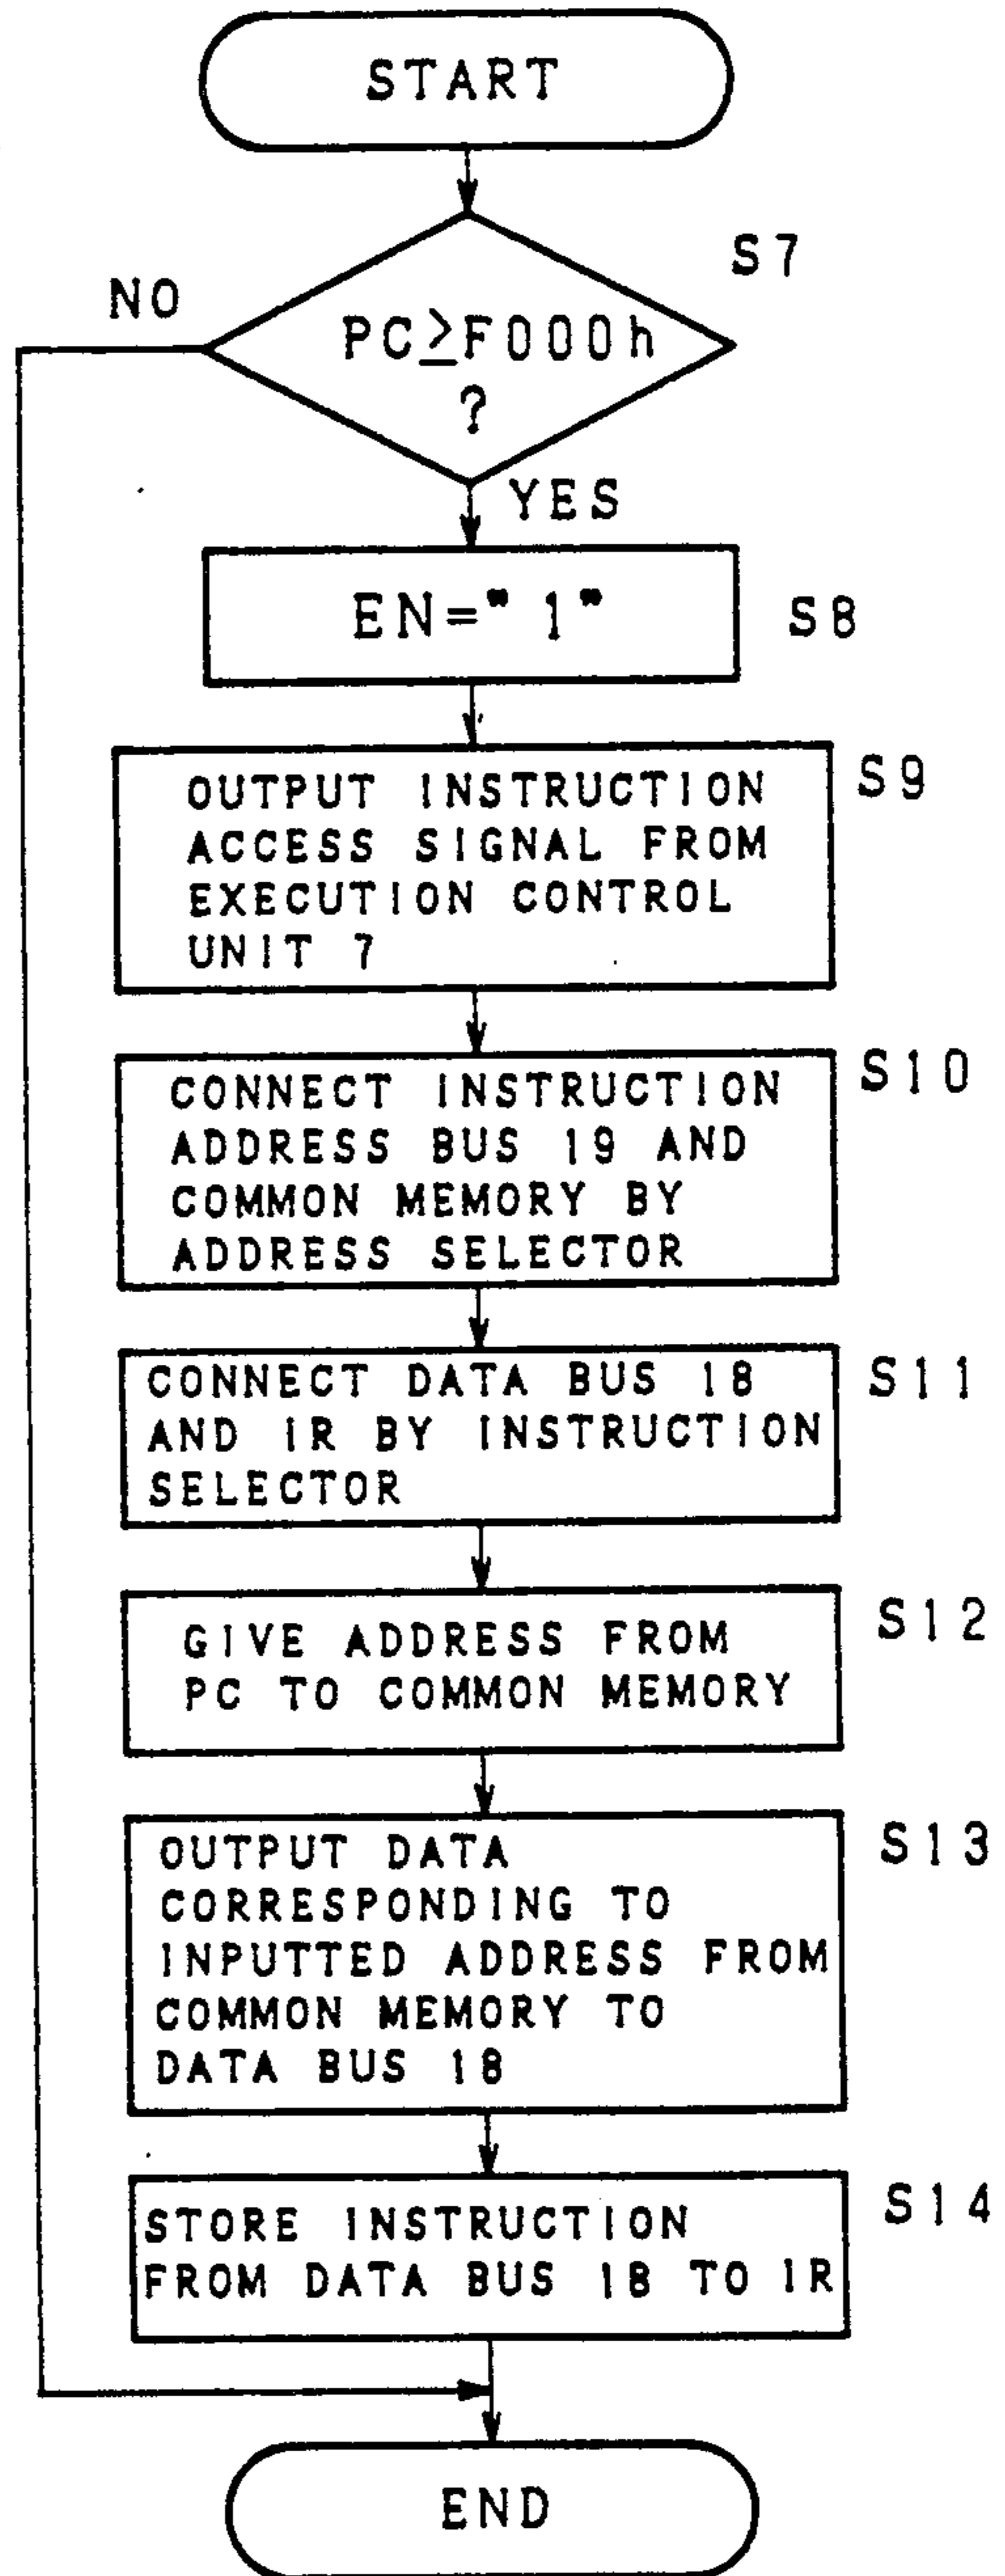 START
S7
NO
PC≥F000h
?
YES
EN="1"
S8
OUTPUT INSTRUCTION
ACCESS SIGNAL FROM
EXECUTION CONTROL
UNIT 7
S9
CONNECT INSTRUCTION
ADDRESS BUS 19 AND
COMMON MEMORY BY
ADDRESS SELECTOR
S10
CONNECT DATA BUS 18
AND IR BY INSTRUCTION
SELECTOR
S11
GIVE ADDRESS FROM
PC TO COMMON MEMORY
S12
OUTPUT DATA
CORRESPONDING TO
INPUTTED ADDRESS FROM
COMMON MEMORY TO
DATA BUS 18
S13
STORE INSTRUCTION
FROM DATA BUS 18 TO IR
S14
END